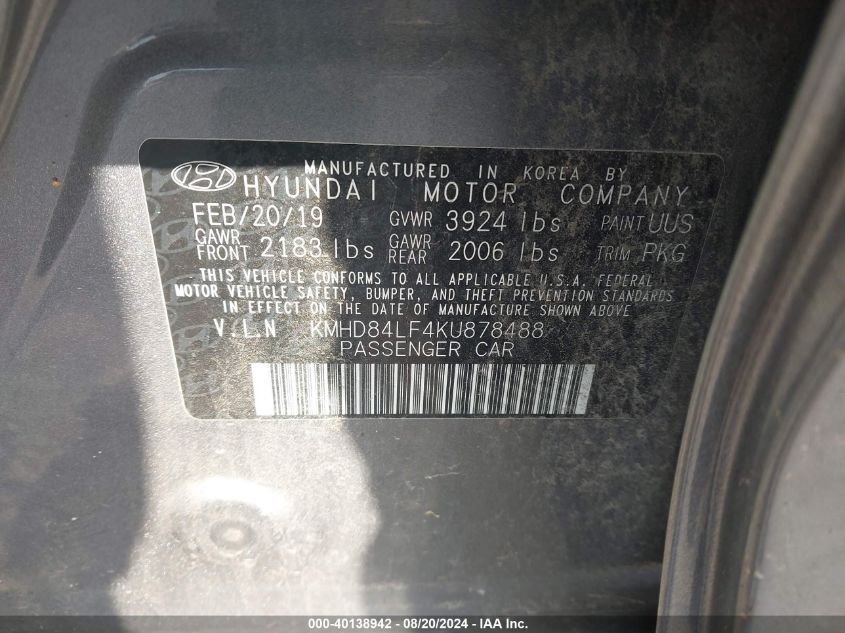 MANUFACTURED IN KOREA BY
HYUNDAI MOTOR COMPANY
FEB/20/19 GVWR 3924 lbs PAINT UUS
GAWR FRONT 2183 lbs GAWR REAR 2006 lbs TRIM PKG
THIS VEHICLE CONFORMS TO ALL APPLICABLE U.S.A. FEDERAL
MOTOR VEHICLE SAFETY, BUMPER, AND THEFT PREVENTION STANDARDS
IN EFFECT ON THE DATE OF MANUFACTURE SHOWN ABOVE
V.I.N KMHD84LF4KU878488
PASSENGER CAR
000-40138942 - 08/20/2024 - IAA Inc.